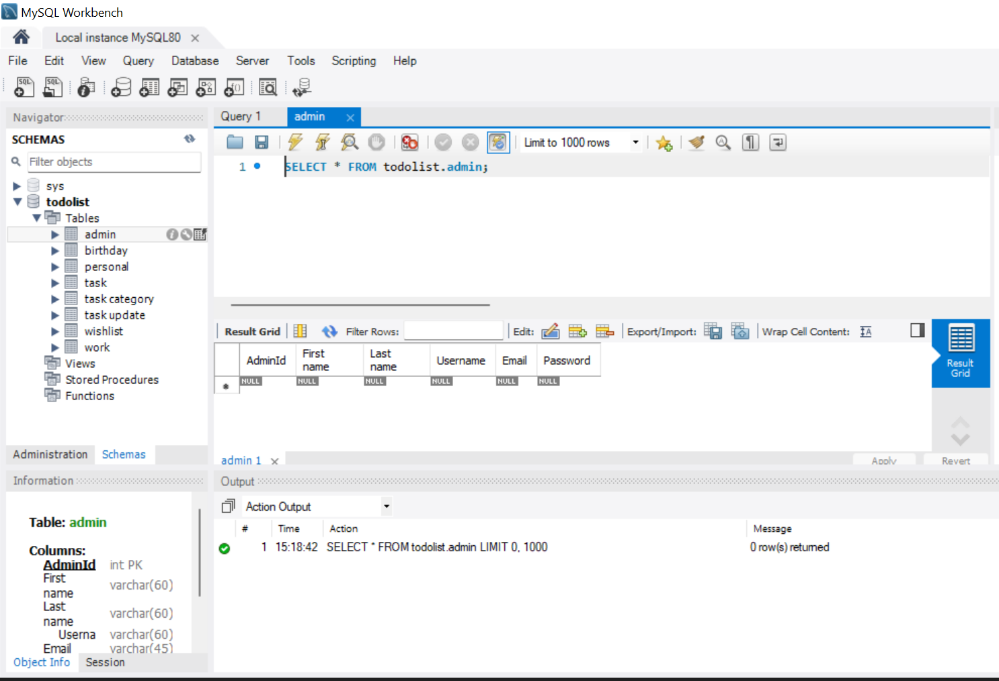 MySQL Workbench
Local instance MySQL80
File Edit View Query Database Server Tools Scripting Help
Navigator
SCHEMAS
Filter objects
sys
todolist
Tables
admin
birthday
personal
task
task category
task update
wishlist
work
Views
Stored Procedures
Functions
Administration Schemas
Query 1 admin
Limit to 1000 rows
1 SELECT * FROM todolist.admin;
Result Grid Filter Rows: Edit: Export/Import: Wrap Cell Content:
AdminId First name Last name Username Email Password
NULL NULL NULL NULL NULL NULL
Result
Grid
admin 1 Apply Revert
Information
Table: admin
Columns:
AdminId int PK
First
name varchar(60)
Last
name varchar(60)
Userna varchar(60)
Email varchar(45)
Object Info Session
Output
Action Output
# Time Action Message
1 15:18:42 SELECT * FROM todolist.admin LIMIT 0, 1000 0 row(s) returned